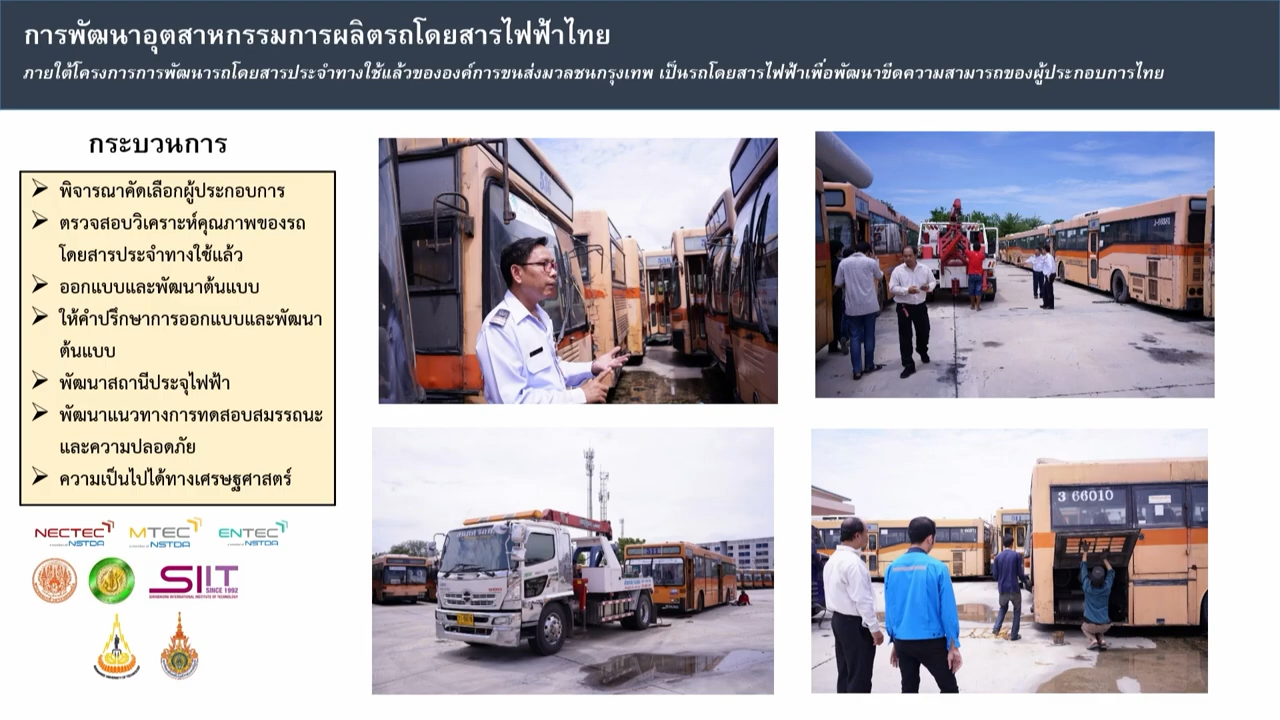 การพัฒนาอุตสาหกรรมการผลิตรถโดยสารไฟฟ้าไทย
ภายใต้โครงการการพัฒนารถโดยสารประจำทางใช้แล้วขององค์การขนส่งมวลชนกรุงเทพ เป็นรถโดยสารไฟฟ้าเพื่อพัฒนาขีดความสามารถของผู้ประกอบการไทย
กระบวนการ
พิจารณาคัดเลือกผู้ประกอบการ
ตรวจสอบวิเคราะห์คุณภาพของรถ
โดยสารประจำทางใช้แล้ว
ออกแบบและพัฒนาต้นแบบ
ให้คำปรึกษาการออกแบบและพัฒนา
ต้นแบบ
พัฒนาสถานีประจุไฟฟ้า
พัฒนาแนวทางการทดสอบสมรรถนะ
และความปลอดภัย
ความเป็นไปได้ทางเศรษฐศาสตร์
NECTEC MTEC ENTEC
NSTDA NSTDA NSTDA
SIIT
SINCE 1992
SIRINDHORN INTERNATIONAL INSTITUTE OF TECHNOLOGY
3 66010